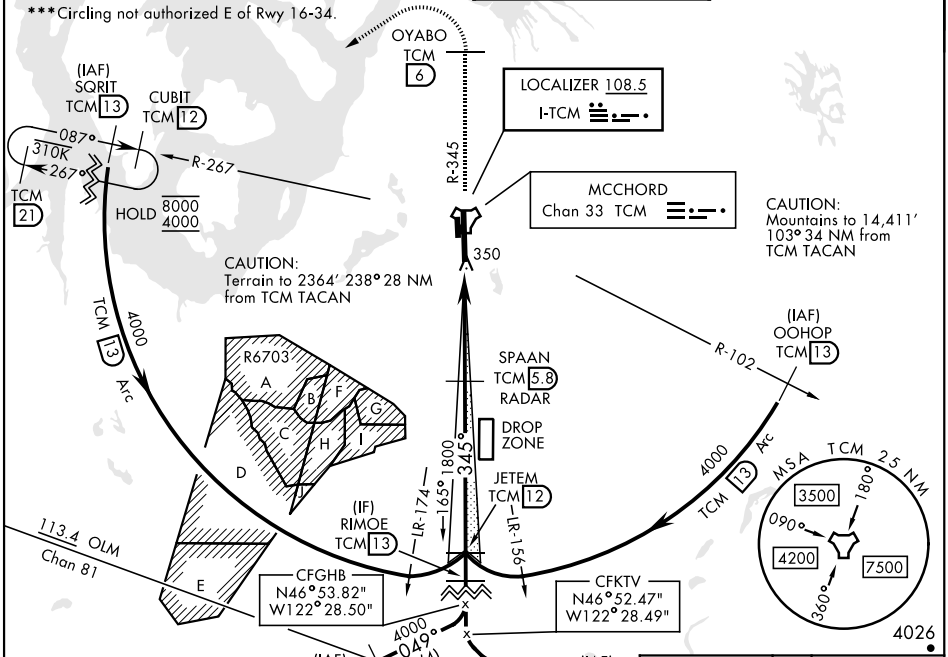 ***Circling not authorized E of Rwy 16-34.
OYABO
TCM
6
(IAF)
SQRIT
TCM 13
CUBIT
TCM 12
LOCALIZER 108.5
I-TCM
087°
310K
267°
R-267
R-345
TCM
21
HOLD 8000
4000
MCCHORD
Chan 33 TCM
CAUTION:
Mountains to 14,411'
103° 34 NM from
TCM TACAN
350
CAUTION:
Terrain to 2364' 238° 28 NM
from TCM TACAN
4000
TCM 13 Arc
(IAF)
OOHOP
TCM 13
R-102
R6703
A
B
F
G
C
H
I
D
J
E
SPAAN
TCM 5.8
RADAR
DROP
ZONE
345°
165° 1800
JETEM
TCM 12
LR-174
LR-156
4000
TCM 13 Arc
MSA TCM 25 NM
3500
180°
090°
4200
7500
360°
(IF)
RIMOE
TCM 13
113.4 OLM
Chan 81
CFGHB
N46° 53.82"
W122° 28.50"
CFKTV
N46° 52.47"
W122° 28.49"
4000
049°
4026